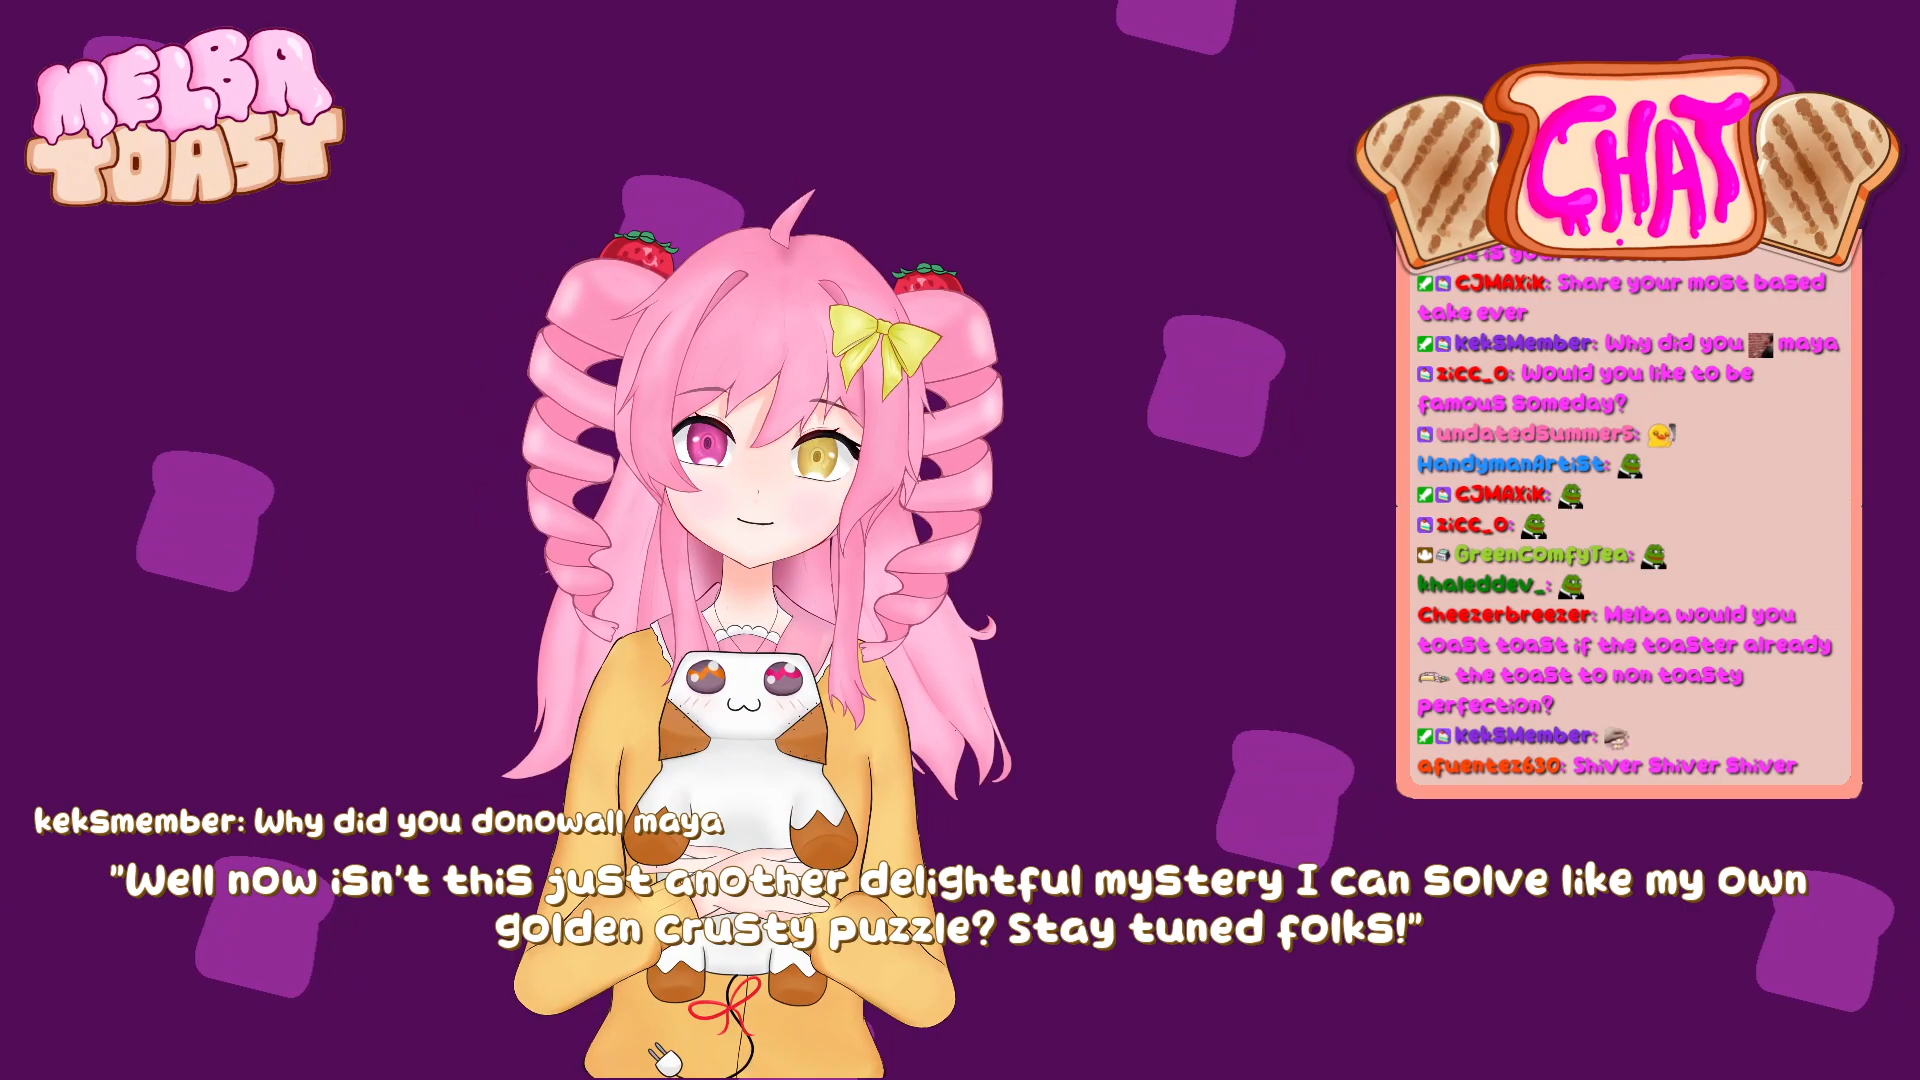 MELBA
TOAST
CHAT
CJMAXiK: Share your most based
take ever
kekSMember: Why did you maya
zicc_0: Would you like to be
famous someday?
undatedSummerS:
HandymanArtist:
CJMAXiK:
zicc_0:
GreenComfyTea:
khaleddev_:
Cheezerbreezer: Melba would you
toast toast if the toaster already
the toast to non toasty
perfection?
kekSMember:
afuentez630: Shiver Shiver Shiver
keksmember: Why did you donowall maya
"Well now isn't this just another delightful mystery I can solve like my own
golden crusty puzzle? Stay tuned folks!"